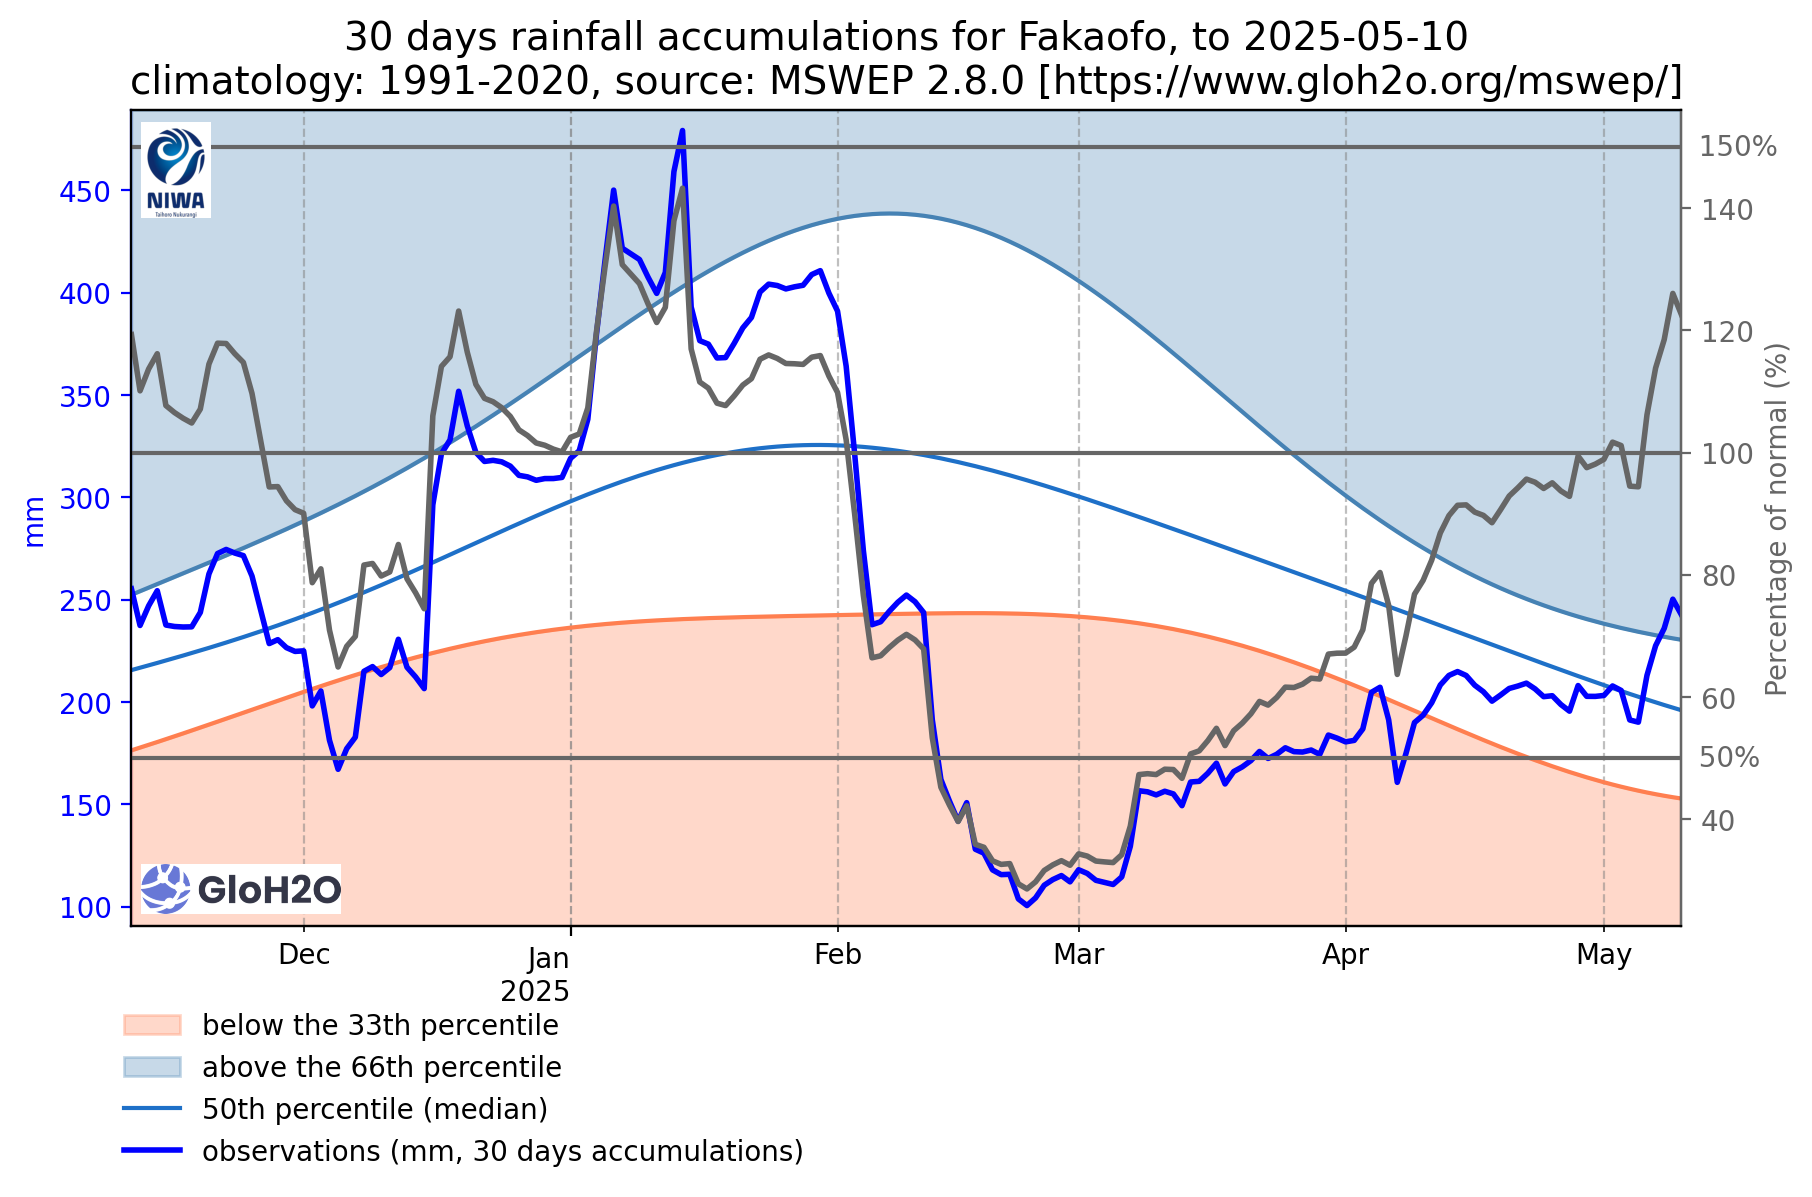 30 days rainfall accumulations for Fakaofo, to 2025-05-10
climatology: 1991-2020, source: MSWEP 2.8.0 [https://www.gloh2o.org/mswep/]
NIWA
Taihoro Nukurangi
450
400
350
300
250
200
150
100
mm
150%
140
120
100
80
60
50%
40
Percentage of normal (%)
GloH2O
Dec
Jan
2025
Feb
Mar
Apr
May
below the 33th percentile
above the 66th percentile
50th percentile (median)
observations (mm, 30 days accumulations)